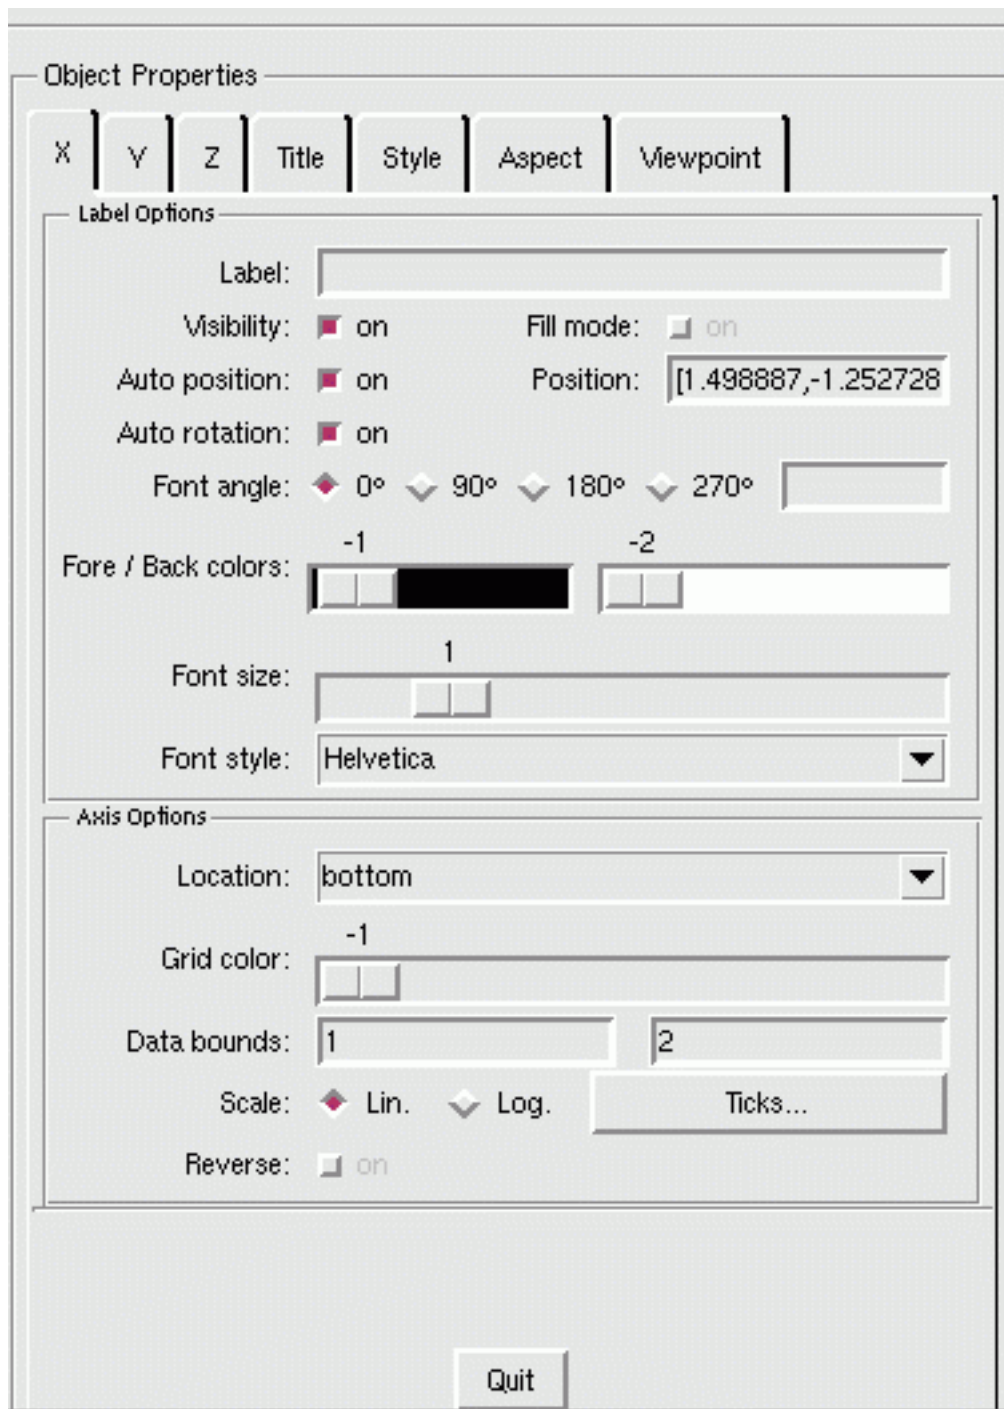 Object Properties
X Y Z Title Style Aspect Viewpoint
Label Options
Label:
Visibility: on Fill mode: on
Auto position: on Position: [1.498887,-1.252728
Auto rotation: on
Font angle: 0° 90° 180° 270°
-1 -2
Fore / Back colors:
1
Font size:
Font style: Helvetica
Axis Options
Location: bottom
-1
Grid color:
Data bounds: 1 2
Scale: Lin. Log. Ticks...
Reverse: on
Quit